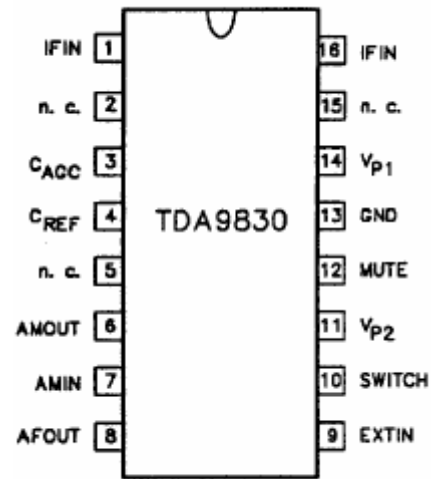 IFIN 1 16 IFIN
n. c. 2 15 n. c.
CAGC 3 14 VP1
CREF 4 TDA9830 13 GND
n. c. 5 12 MUTE
AMOUT 6 11 VP2
AMIN 7 10 SWITCH
AFOUT 8 9 EXTIN